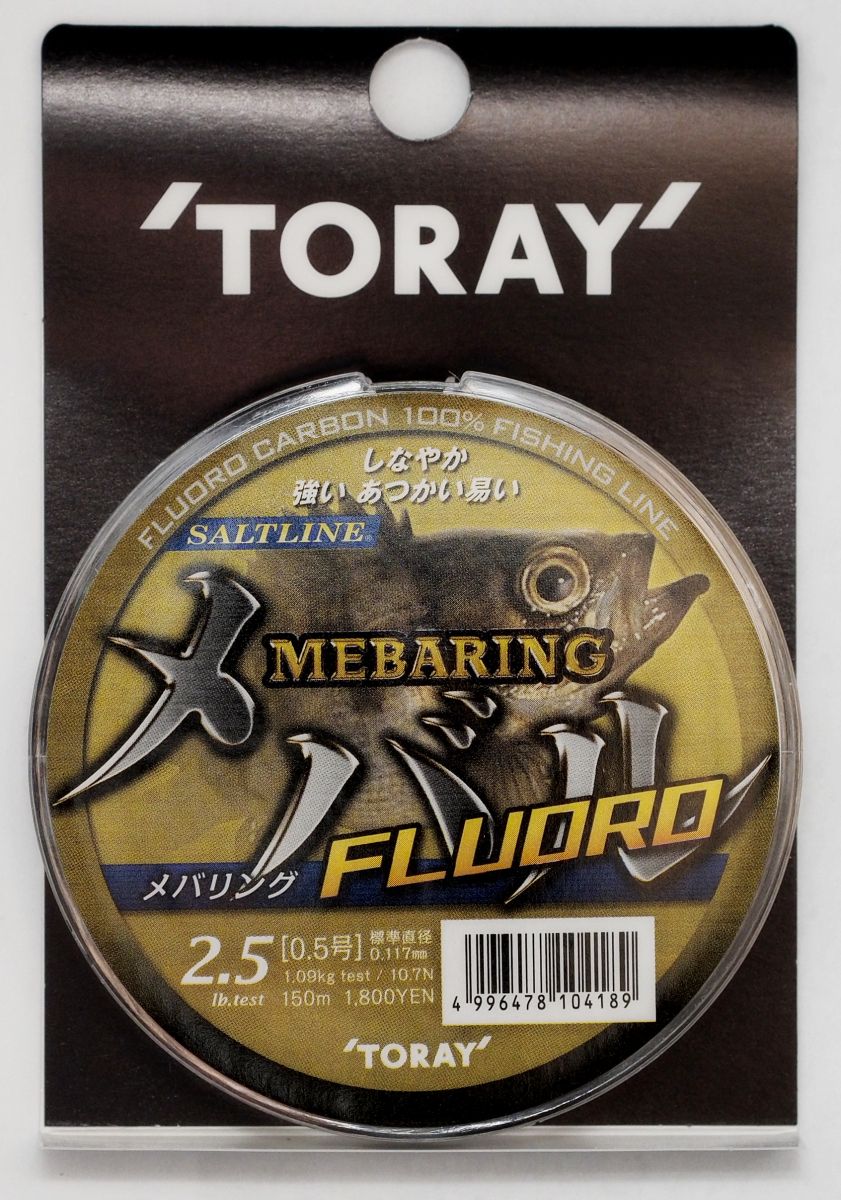 'TORAY'
FLUORO CARBON 100% FISHING LINE
しなやか
強い あつかい易い
SALTLINE®
メバル
MEBARING
FLUORO
メバリング
2.5 [0.5号] 標準直径 0.117mm
lb.test 1.09kg test / 10.7N
150m 1,800YEN
4 996478 104189
'TORAY'